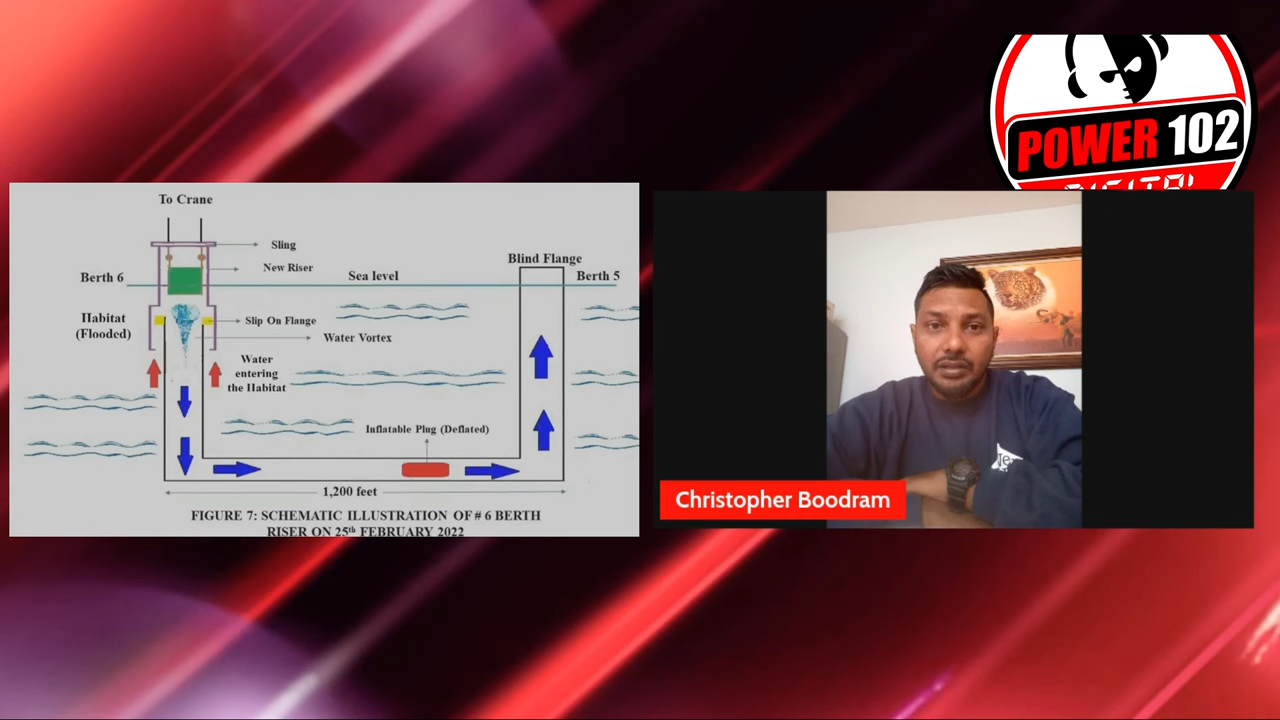 To Crane
Sling
New Riser
Berth 6
Sea level
Blind Flange
Berth 5
Habitat
(Flooded)
Slip On Flange
Water Vortex
Water
entering
the Habitat
Inflatable Plug (Deflated)
1,200 feet
FIGURE 7: SCHEMATIC ILLUSTRATION OF # 6 BERTH
RISER ON 25th FEBRUARY 2022
POWER 102
DIGITAL
Christopher Boodram